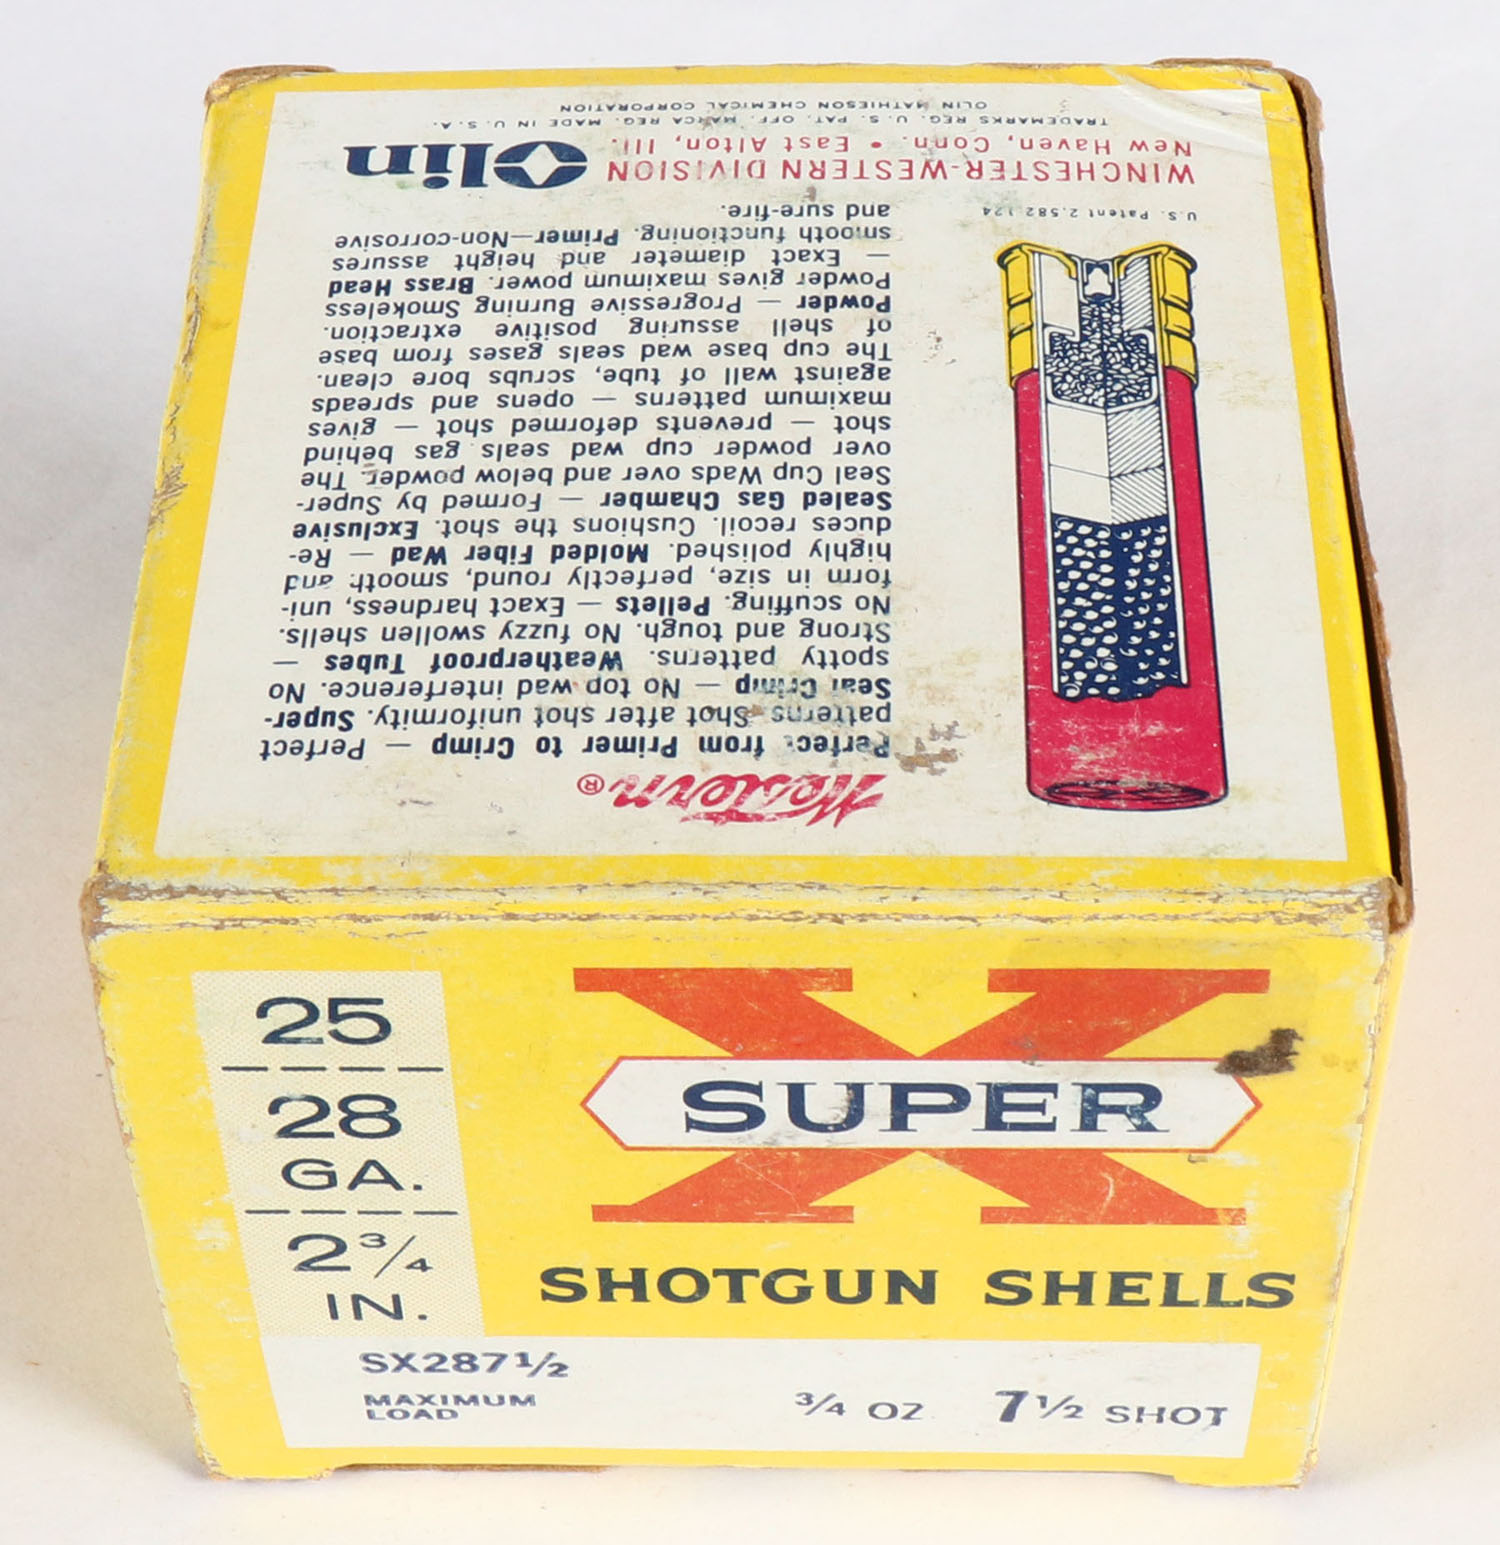 Western®
Perfect from Primer to Crimp — Perfect
patterns. Shot after shot uniformity. Super-
Seal Crimp — No top wad interference. No
spotty patterns. Weatherproof Tubes —
Strong and tough. No fuzzy swollen shells.
No scuffing. Pellets — Exact hardness, uni-
form in size, perfectly round, smooth and
highly polished. Molded Fiber Wad — Re-
duces recoil. Cushions the shot. Exclusive
Sealed Gas Chamber — Formed by Super-
Seal Cup Wads over and below powder. The
over powder cup wad seals gas behind
shot — prevents deformed shot — gives
maximum patterns — opens and spreads
against wall of tube, scrubs bore clean.
The cup base wad seals gases from base
of shell assuring positive extraction.
Powder — Progressive Burning Smokeless
Powder gives maximum power. Brass Head
— Exact diameter and height assures
smooth functioning. Primer—Non-corrosive
and sure-fire.
U.S. Patent 2,582,124
WINCHESTER-WESTERN DIVISION
New Haven, Conn. • East Alton, Ill.
Olin
TRADEMARKS REG. U.S. PAT. OFF. MARCA REG. MADE IN U.S.A.
OLIN MATHIESON CHEMICAL CORPORATION
25
28
GA.
2 3/4
IN.
X
SUPER
SHOTGUN SHELLS
SX287 1/2
MAXIMUM
LOAD
3/4 OZ 7 1/2 SHOT